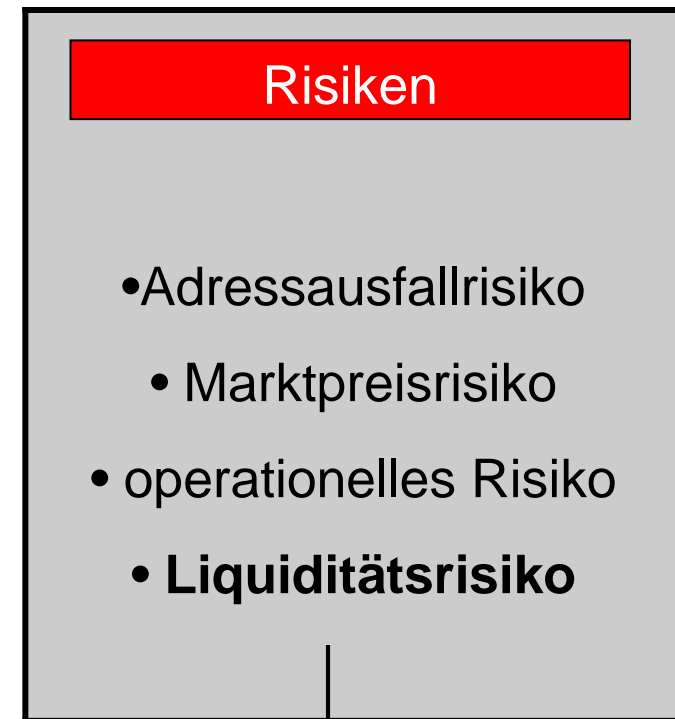 Risiken
•Adressausfallrisiko
• Marktpreisrisiko
• operationelles Risiko
• Liquiditätsrisiko